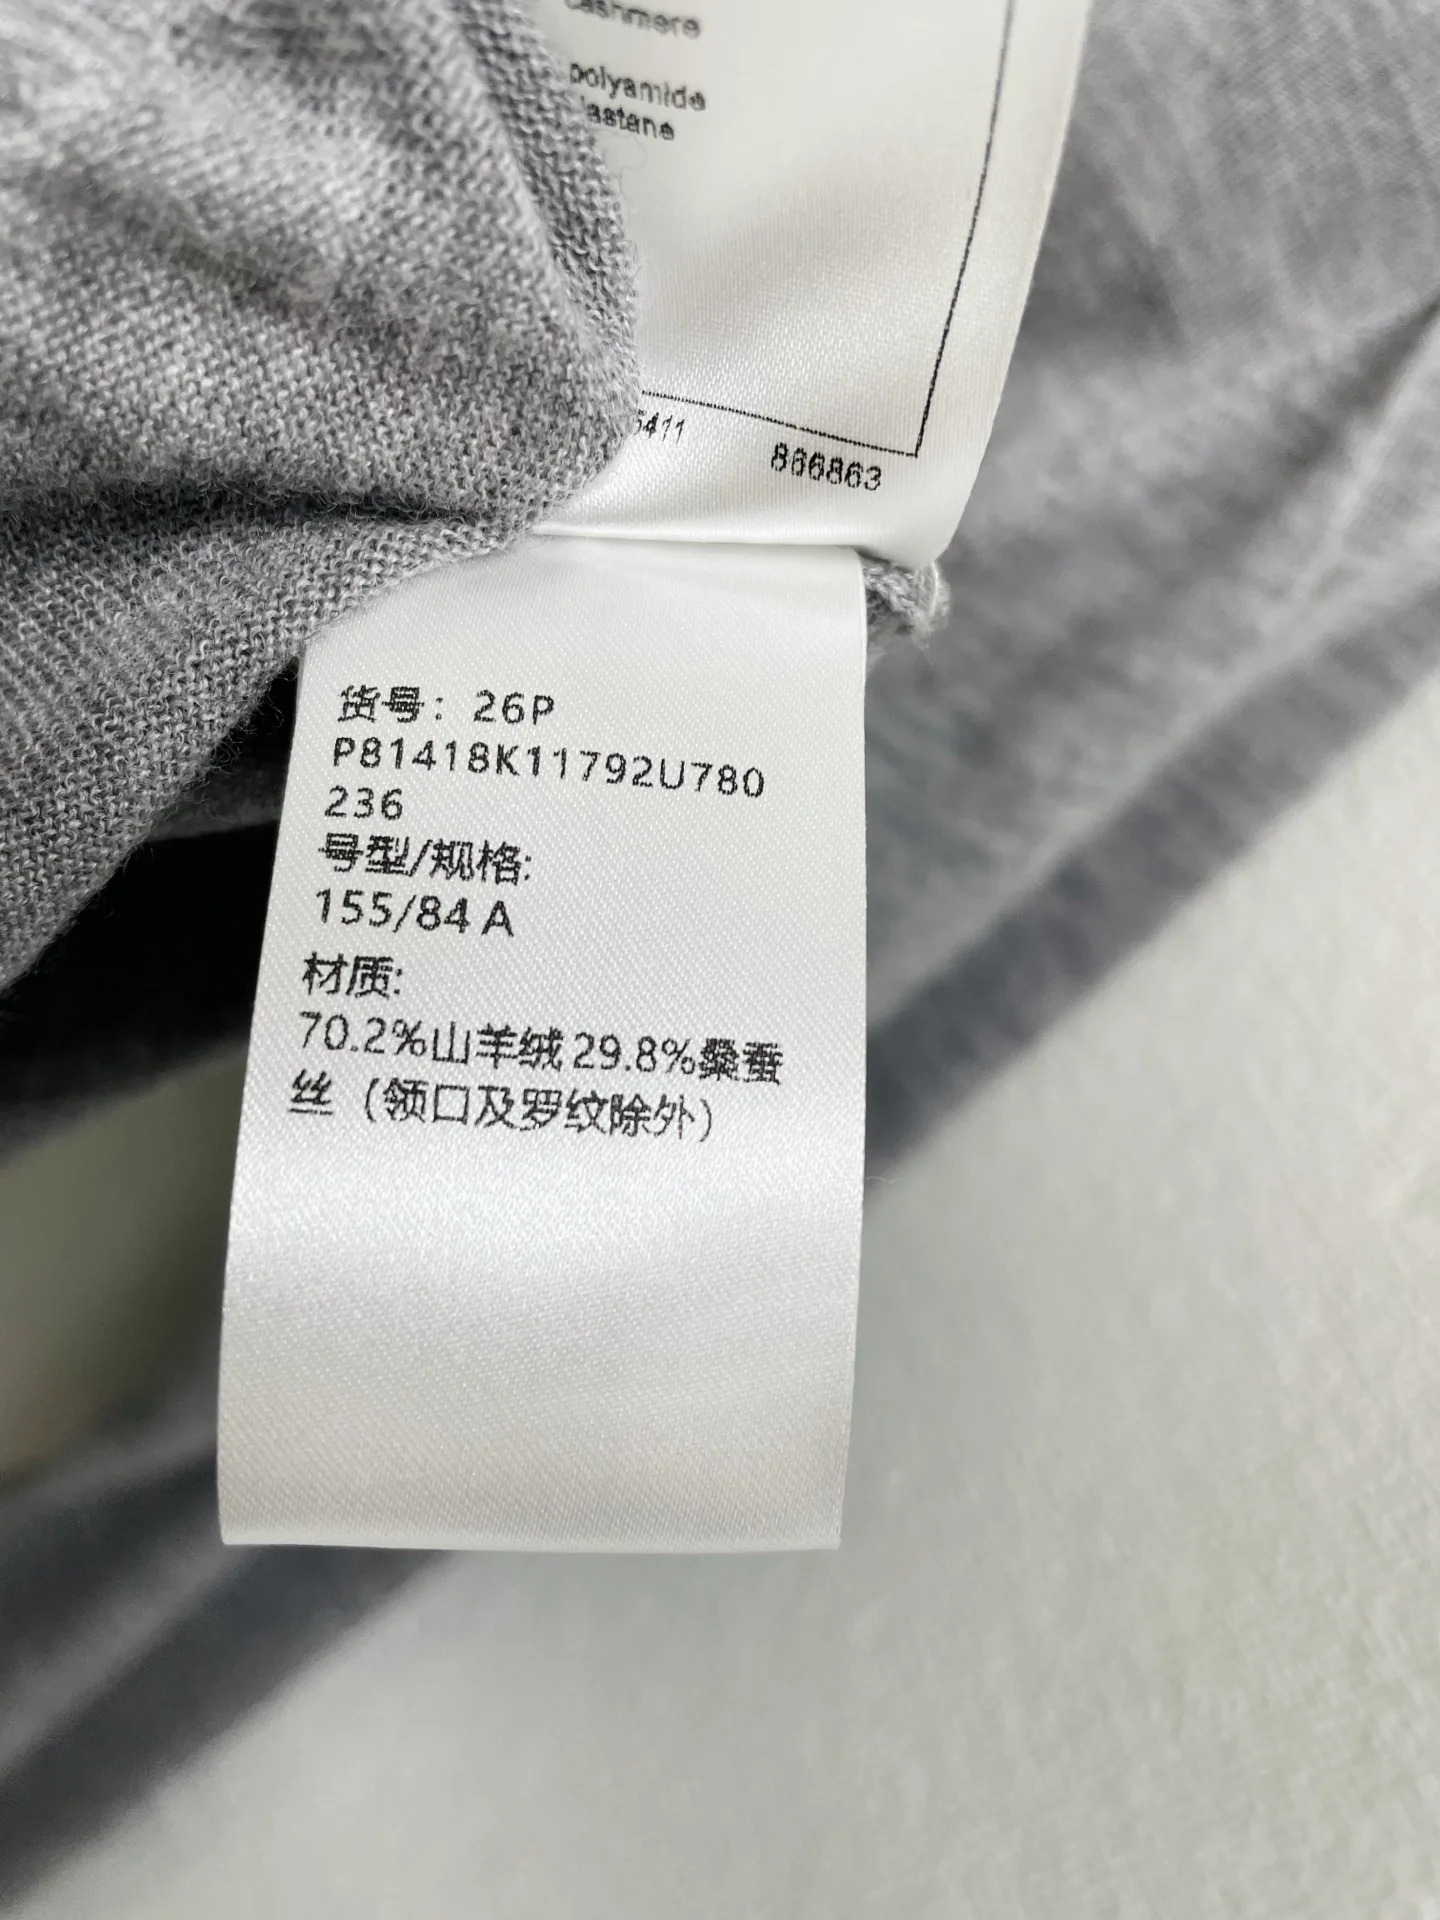 cashmere
polyamide
5411
866863
货号：26P
P81418K11792U780
236
号型/规格:
155/84 A
材质:
70.2%山羊绒 29.8%桑蚕
丝（领口及罗纹除外）